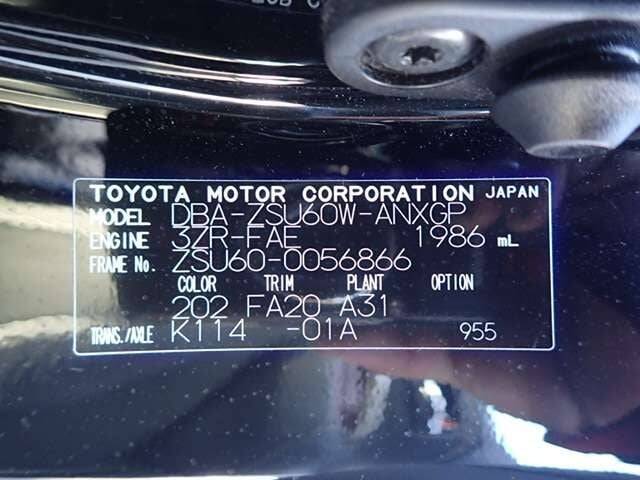 TOYOTA MOTOR CORPORATION JAPAN
MODEL DBA-ZSU60W-ANXGP
ENGINE 3ZR-FAE 1986 mL
FRAME No. ZSU60-0056866
COLOR TRIM PLANT OPTION
202 FA20 A31
TRANS./AXLE K114 -01A 955